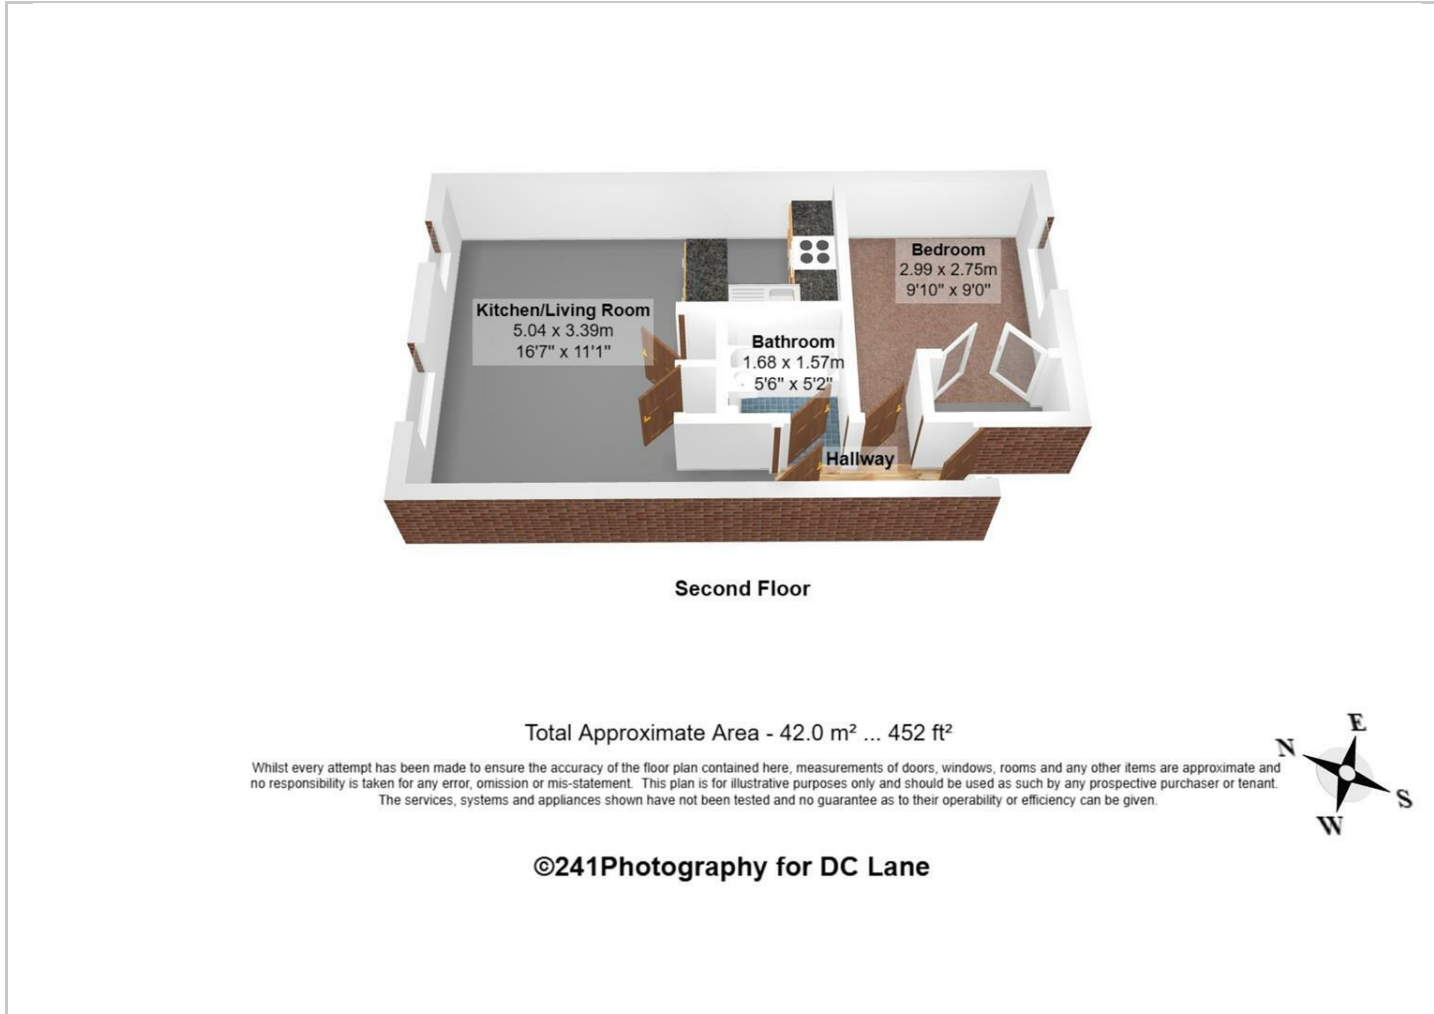 Kitchen/Living Room
5.04 x 3.39m
16'7" x 11'1"
Bathroom
1.68 x 1.57m
5'6" x 5'2"
Bedroom
2.99 x 2.75m
9'10" x 9'0"
Hallway
Second Floor
Total Approximate Area - 42.0 m² ... 452 ft²
Whilst every attempt has been made to ensure the accuracy of the floor plan contained here, measurements of doors, windows, rooms and any other items are approximate and
no responsibility is taken for any error, omission or mis-statement. This plan is for illustrative purposes only and should be used as such by any prospective purchaser or tenant.
The services, systems and appliances shown have not been tested and no guarantee as to their operability or efficiency can be given.
E
N
S
W
©241Photography for DC Lane